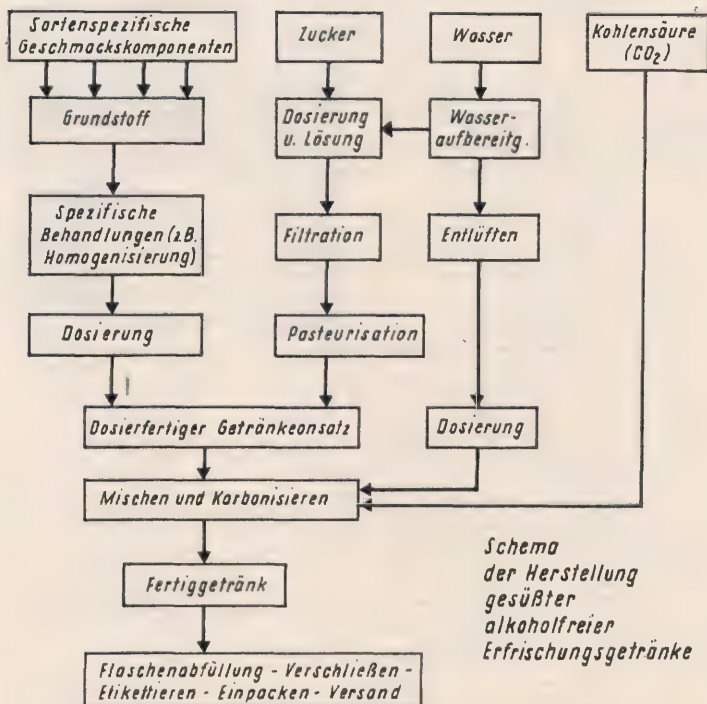 Sortenspezifische
Geschmackskomponenten
Zucker
Wasser
Kohlensäure
(CO₂)
Grundstoff
Dosierung
u. Lösung
Wasser-
aufbereitg.
Spezifische
Behandlungen (z.B.
Homogenisierung)
Filtration
Entlüften
Dosierung
Pasteurisation
Dosierfertiger Getränkeansatz
Dosierung
Mischen und Karbonisieren
Fertiggetränk
Flaschenabfüllung - Verschließen -
Etikettieren - Einpacken - Versand
Schema
der Herstellung
gesüßter
alkoholfreier
Erfrischungsgetränke